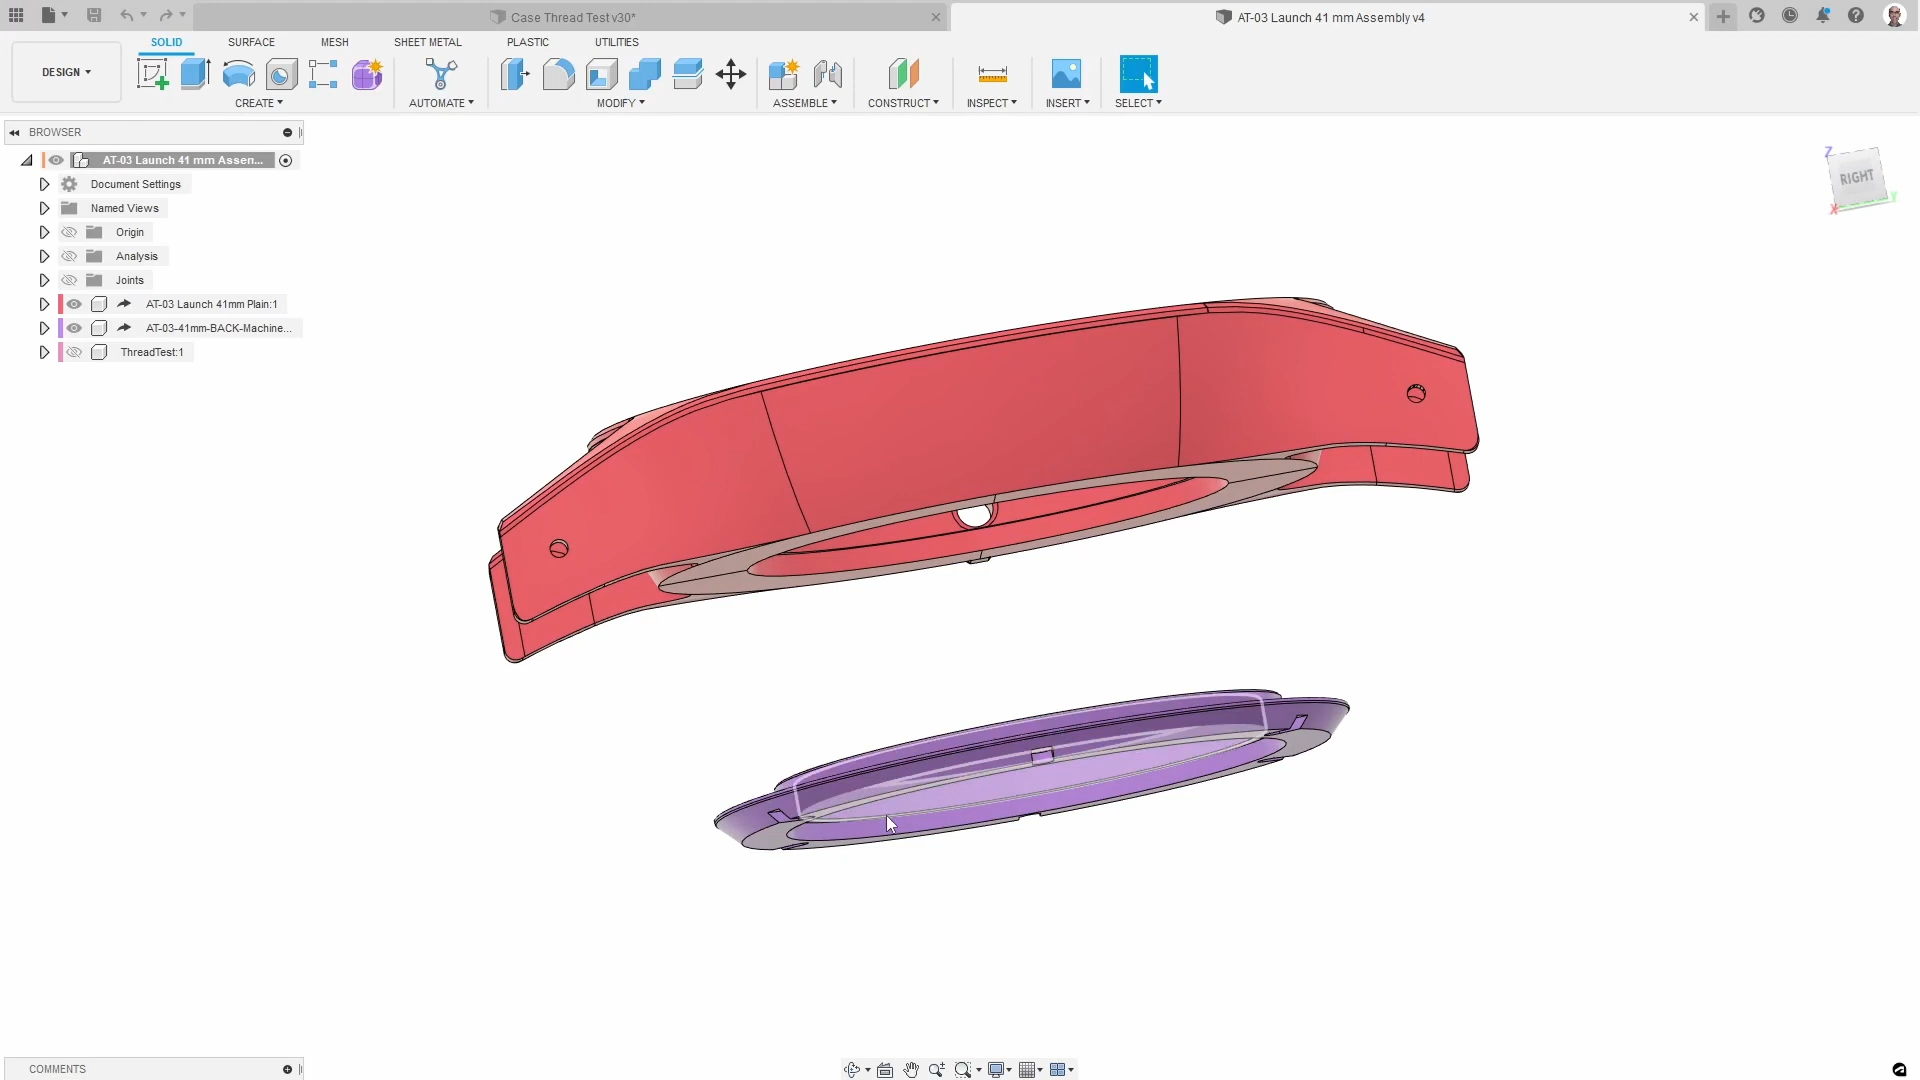 Case Thread Test v30*
AT-03 Launch 41 mm Assembly v4
DESIGN
SOLID
SURFACE
MESH
SHEET METAL
PLASTIC
UTILITIES
CREATE
AUTOMATE
MODIFY
ASSEMBLE
CONSTRUCT
INSPECT
INSERT
SELECT
BROWSER
AT-03 Launch 41 mm Assen...
Document Settings
Named Views
Origin
Analysis
Joints
AT-03 Launch 41mm Plain:1
AT-03-41mm-BACK-Machine...
ThreadTest:1
Z
RIGHT
X
Y
COMMENTS